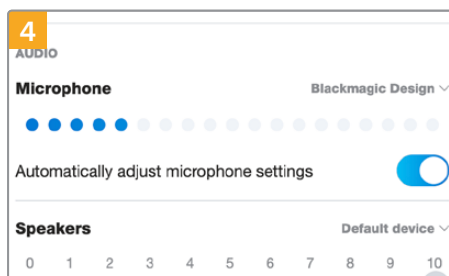 4
AUDIO
Microphone Blackmagic Design
Automatically adjust microphone settings
Speakers Default device
0 1 2 3 4 5 6 7 8 9 10